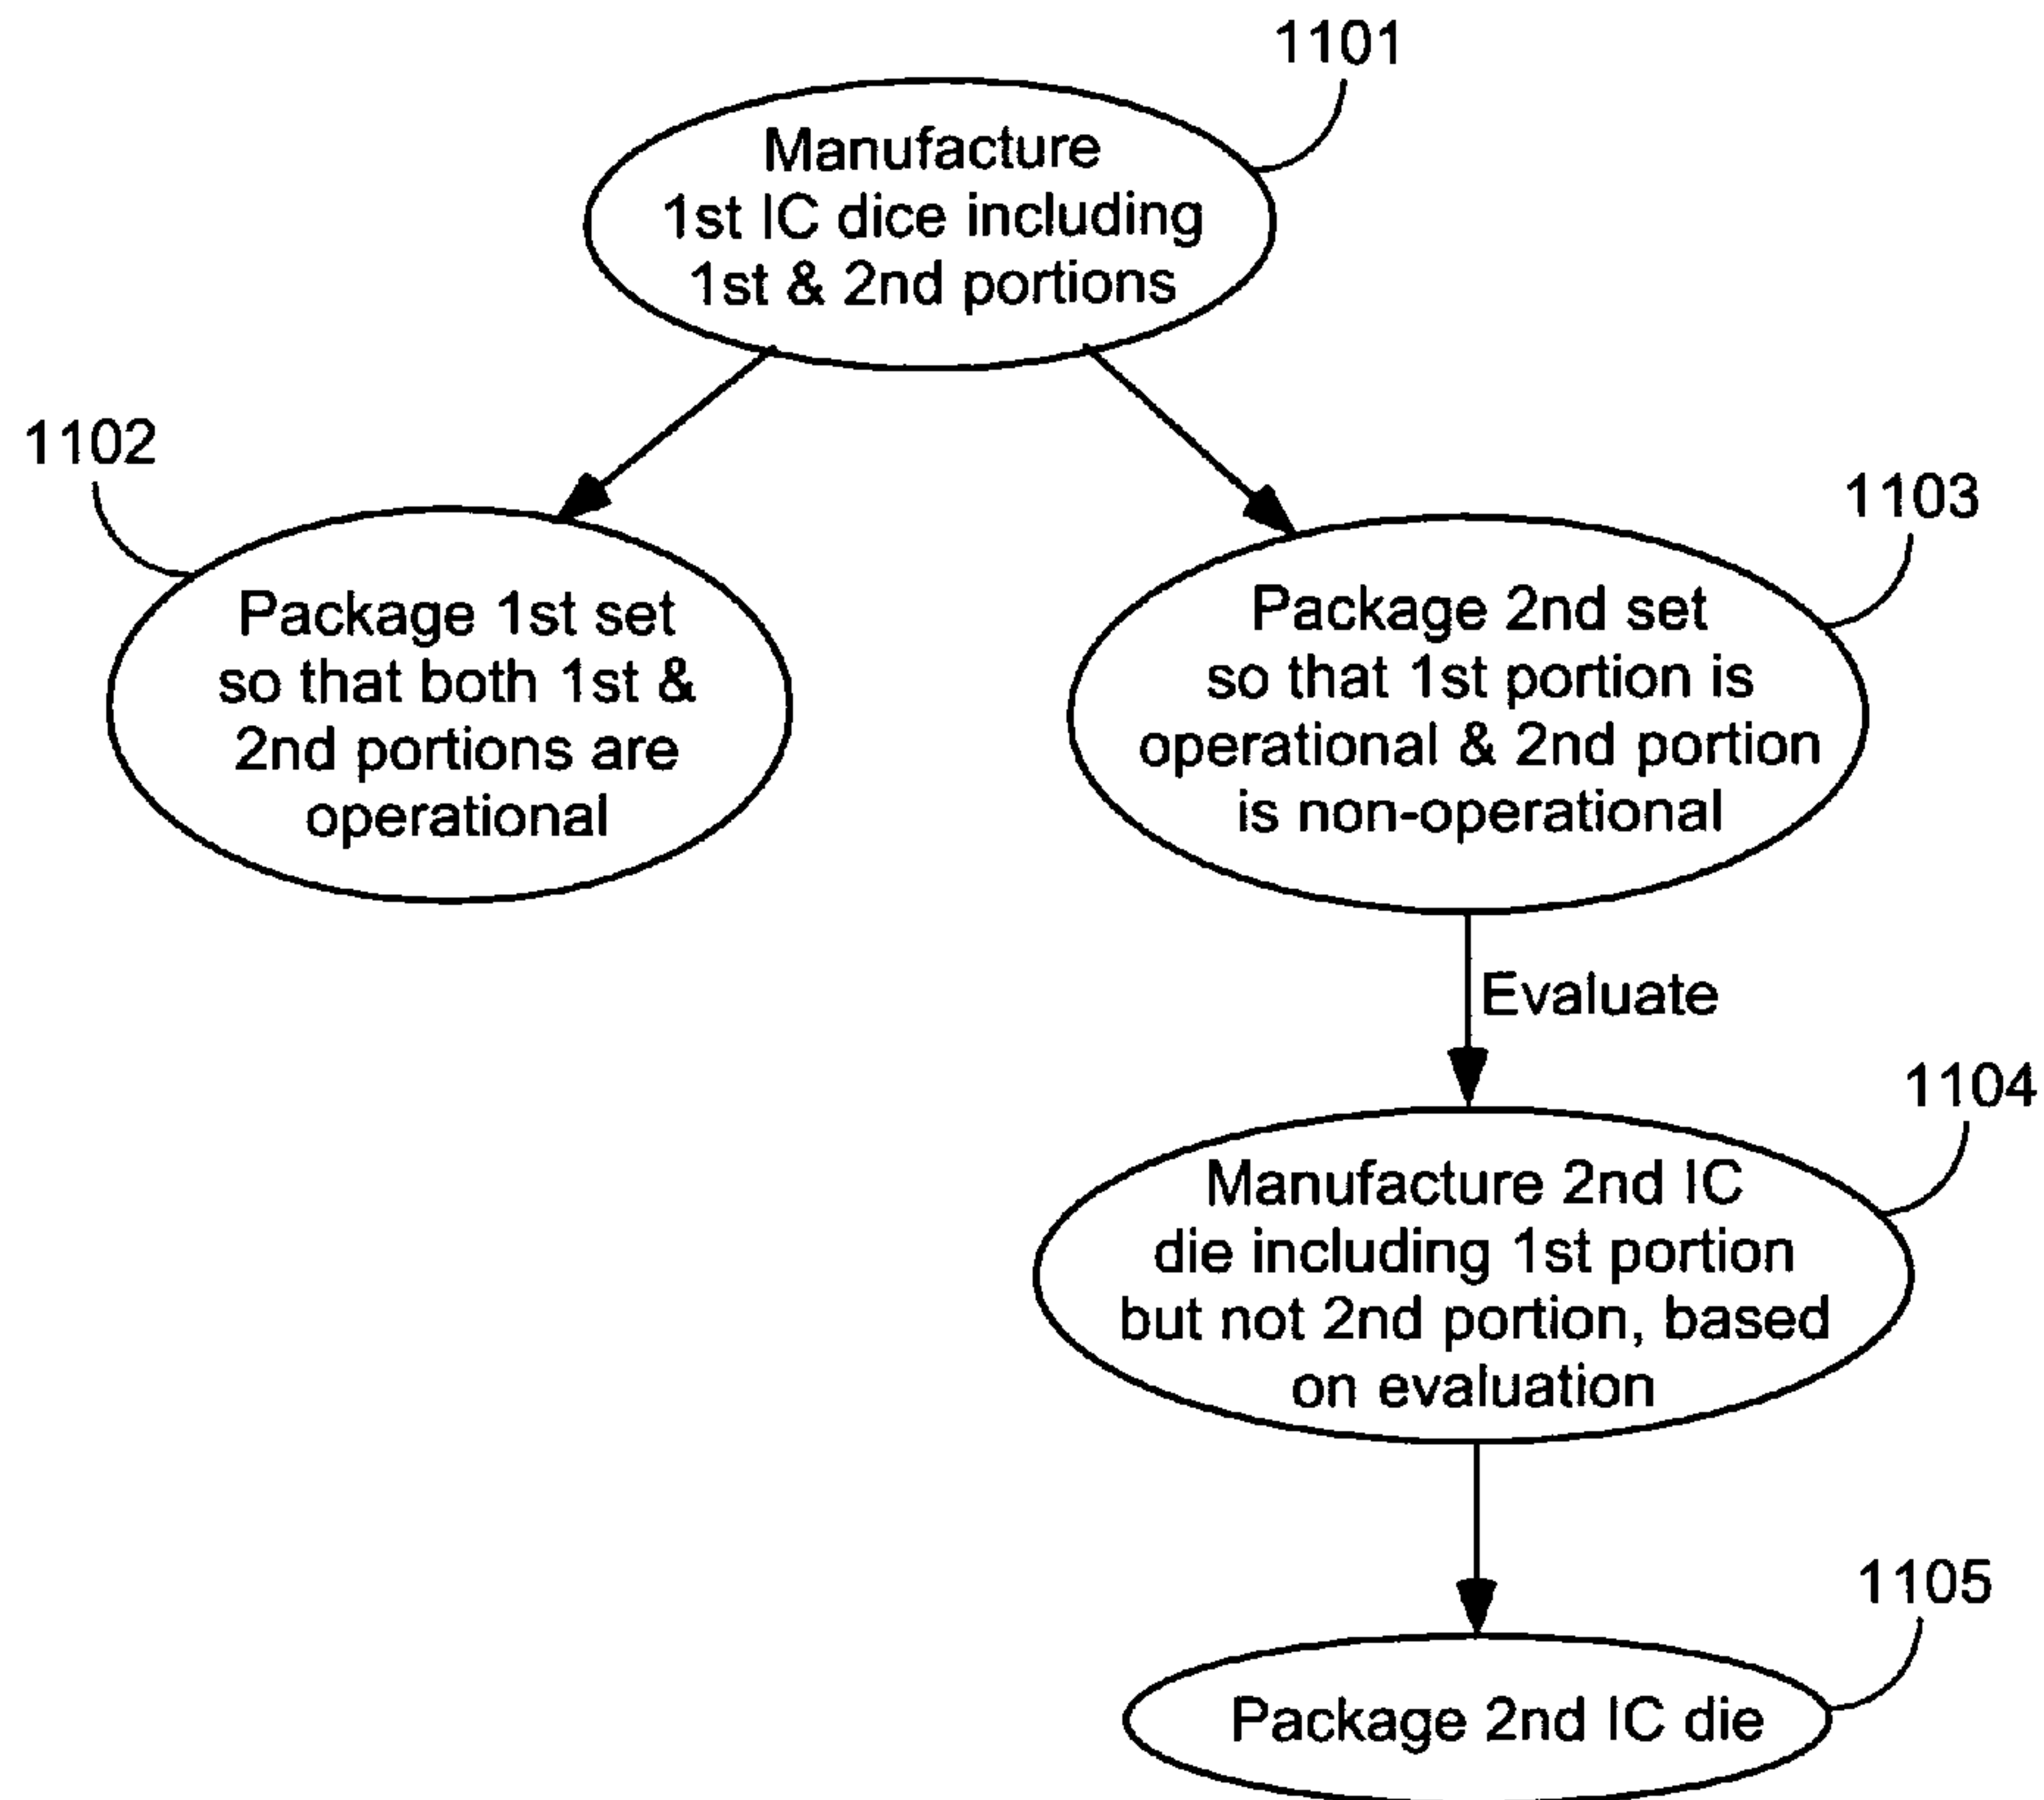 1101
Manufacture
1st IC dice including
1st & 2nd portions
1102
1103
Package 1st set
so that both 1st &
2nd portions are
operational
Package 2nd set
so that 1st portion is
operational & 2nd portion
is non-operational
Evaluate
1104
Manufacture 2nd IC
die including 1st portion
but not 2nd portion, based
on evaluation
1105
Package 2nd IC die